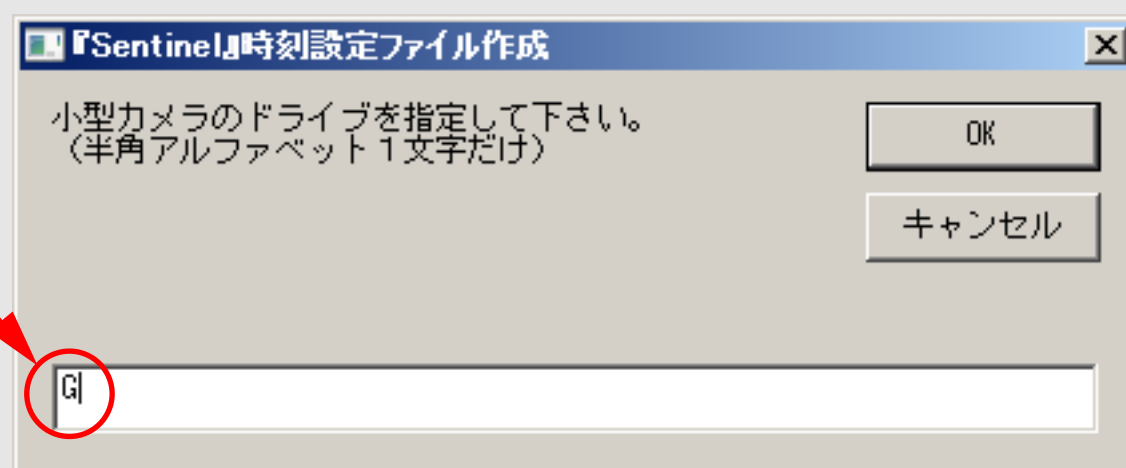 『Sentinel』時刻設定ファイル作成
小型カメラのドライブを指定して下さい。
（半角アルファベット１文字だけ）
OK
キャンセル
G